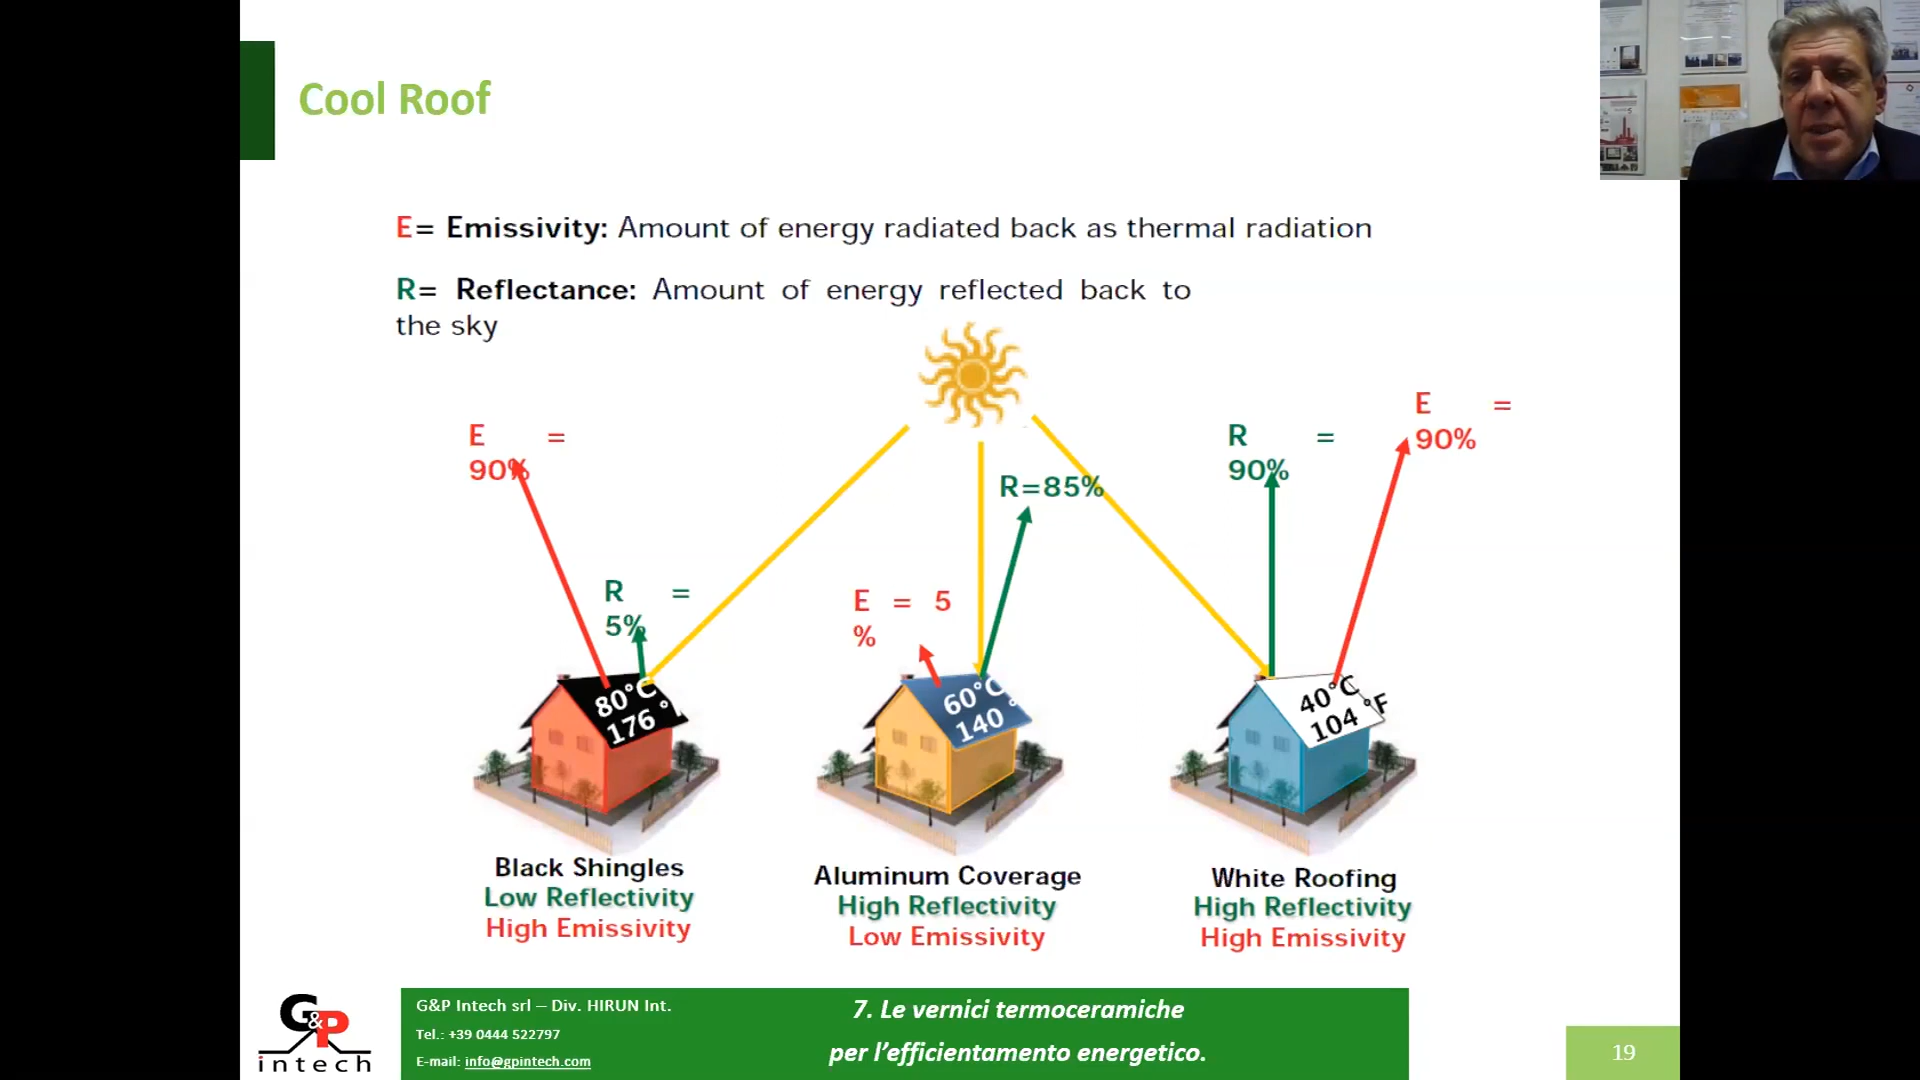 Cool Roof
E= Emissivity: Amount of energy radiated back as thermal radiation
R= Reflectance: Amount of energy reflected back to
the sky
E =
90%
R =
5%
E = 5
%
R=85%
R =
90%
E =
90%
80°C
176 °
60°C
140 °
40°C
104 °F
Black Shingles
Low Reflectivity
High Emissivity
Aluminum Coverage
High Reflectivity
Low Emissivity
White Roofing
High Reflectivity
High Emissivity
G&P
intech
G&P Intech srl – Div. HIRUN Int.
Tel.: +39 0444 522797
E-mail: info@gpintech.com
7. Le vernici termoceramiche
per l’efficientamento energetico.
19